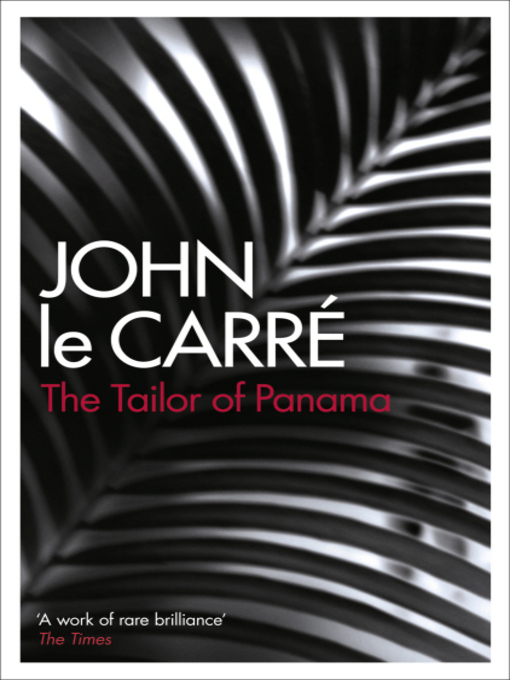 JOHN
le CARRÉ
The Tailor of Panama
‘A work of rare brilliance’
The Times